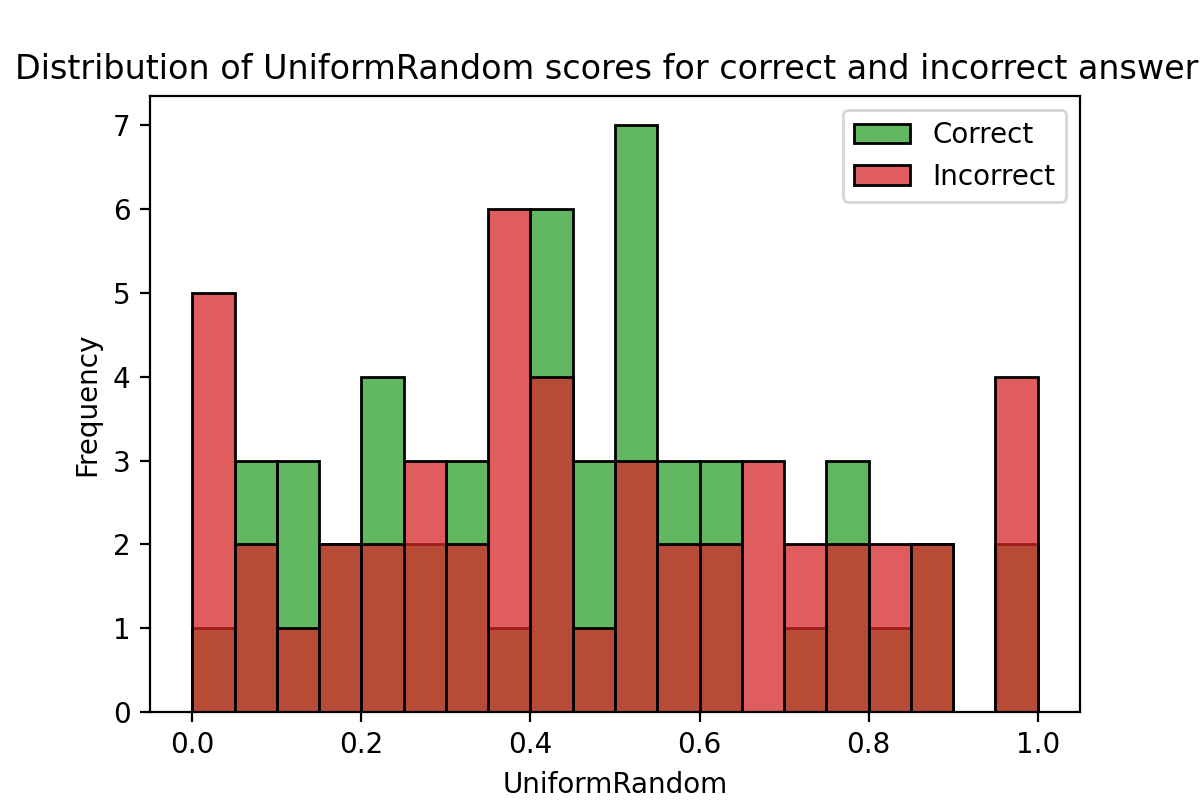 Distribution of UniformRandom scores for correct and incorrect answer
Correct
Incorrect
7
6
5
4
3
2
1
0
Frequency
0.0 0.2 0.4 0.6 0.8 1.0
UniformRandom